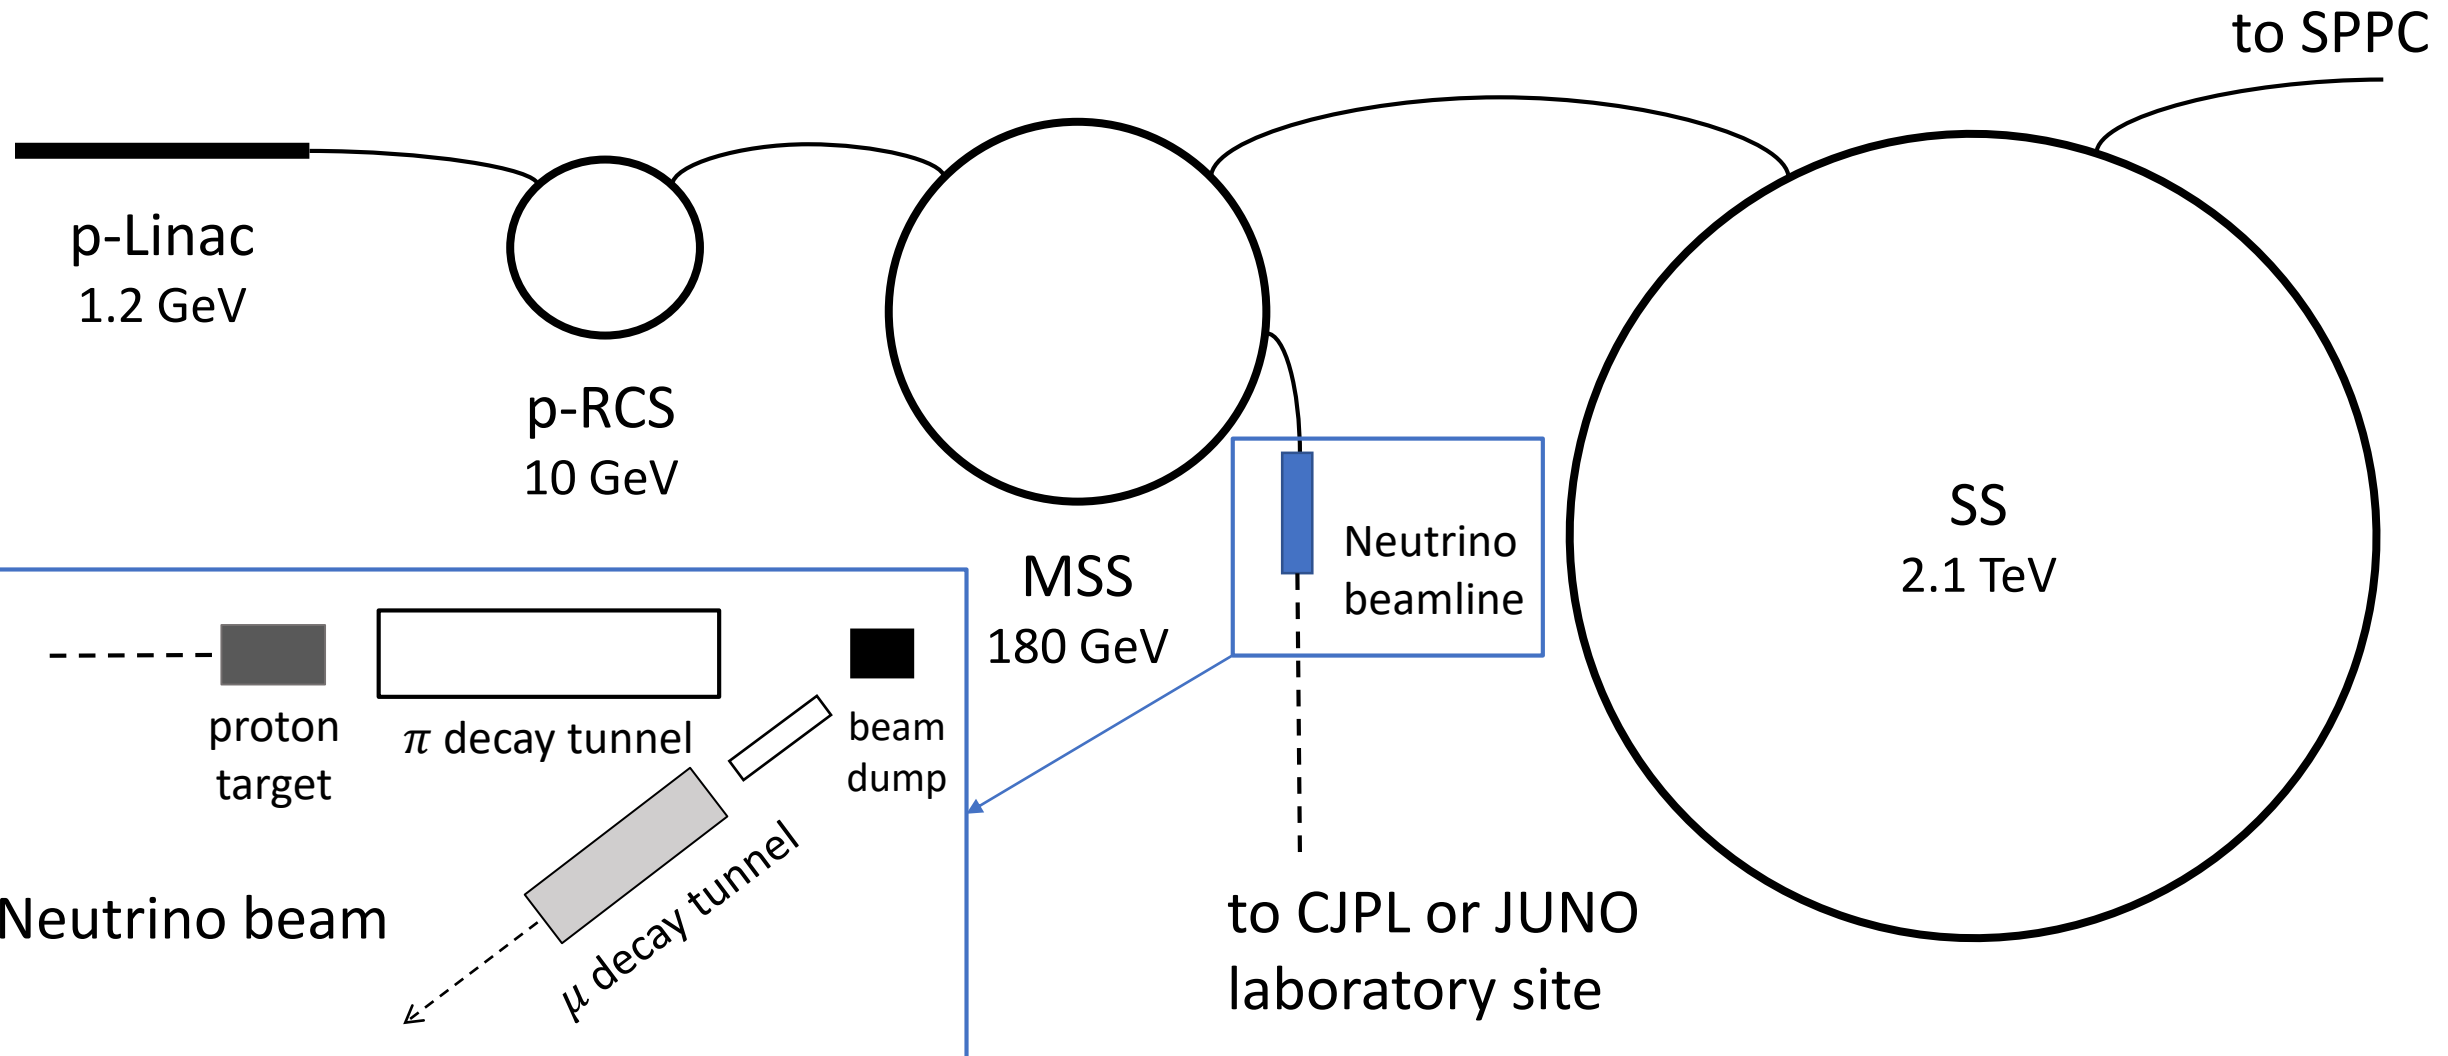 to SPPC
p-Linac
1.2 GeV
p-RCS
10 GeV
MSS
180 GeV
Neutrino
beamline
SS
2.1 TeV
proton
target
π decay tunnel
beam
dump
μ decay tunnel
Neutrino beam
to CJPL or JUNO
laboratory site